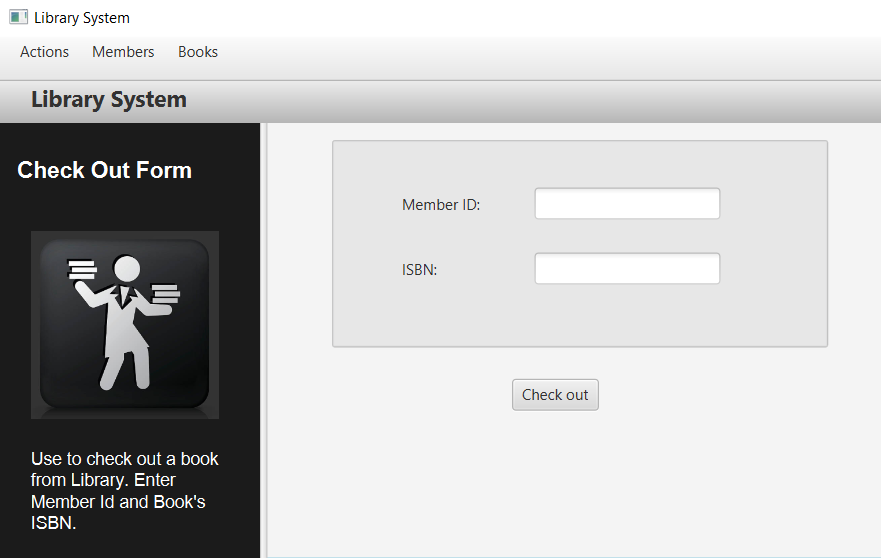 Library System
Actions Members Books
Library System
Check Out Form
Member ID:
ISBN:
Check out
Use to check out a book
from Library. Enter
Member Id and Book's
ISBN.